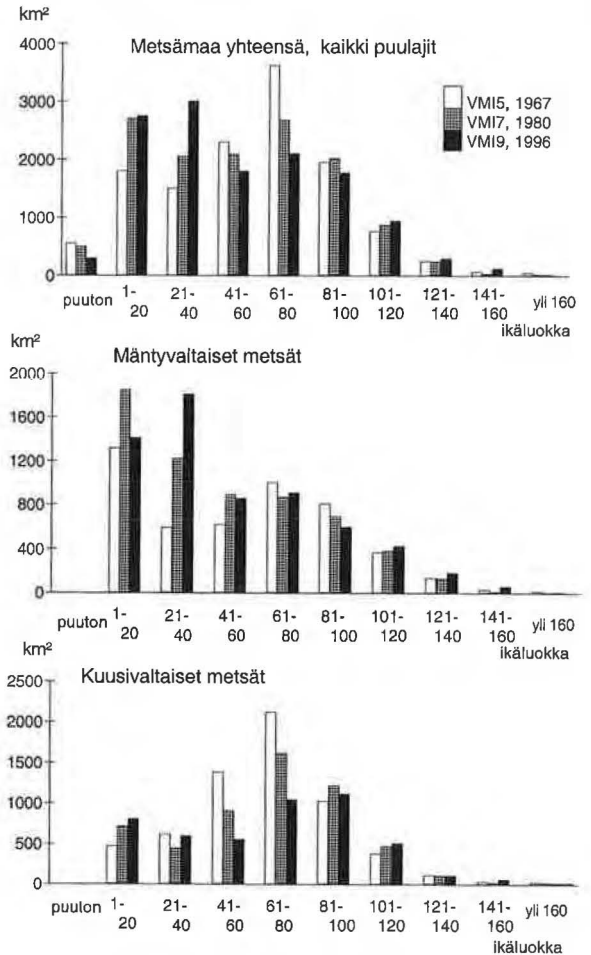 km²
Metsämaa yhteensä, kaikki puulajit
4000
3000
2000
1000
0
VMI5, 1967
VMI7, 1980
VMI9, 1996
puuton 1-20 21-40 41-60 61-80 81-100 101-120 121-140 141-160 yli 160
ikäluokka
km²
Mäntyvaltaiset metsät
2000
1600
1200
800
400
0
puuton 1-20 21-40 41-60 61-80 81-100 101-120 121-140 141-160 yli 160
ikäluokka
km²
Kuusivaltaiset metsät
2500
2000
1500
1000
500
0
puuton 1-20 21-40 41-60 61-80 81-100 101-120 121-140 141-160 yli 160
ikäluokka